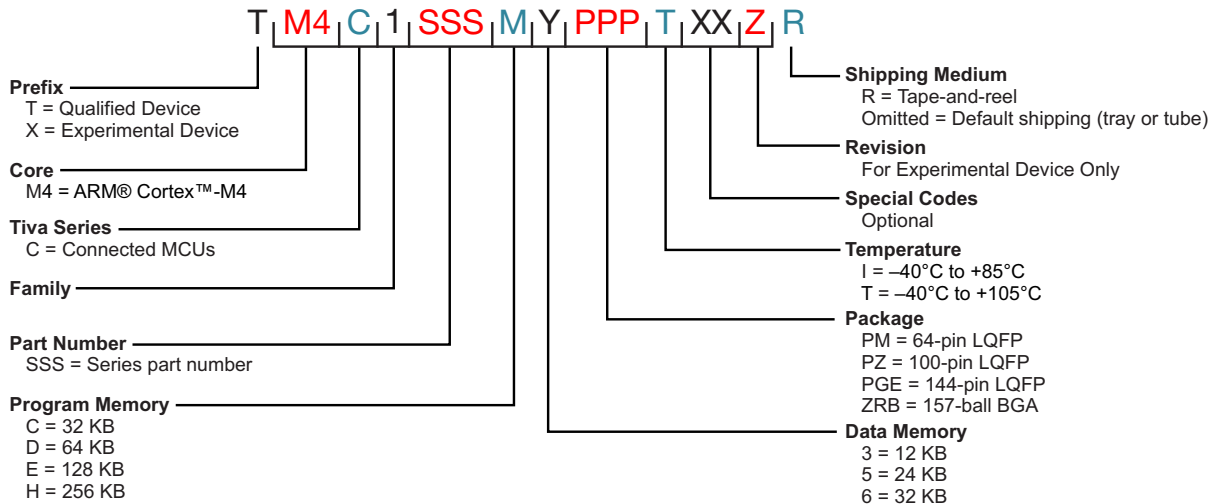 T M4 C 1 SSS M Y PPP T XX Z R
Prefix
T = Qualified Device
X = Experimental Device
Core
M4 = ARM® Cortex™-M4
Tiva Series
C = Connected MCUs
Family
Part Number
SSS = Series part number
Program Memory
C = 32 KB
D = 64 KB
E = 128 KB
H = 256 KB
Shipping Medium
R = Tape-and-reel
Omitted = Default shipping (tray or tube)
Revision
For Experimental Device Only
Special Codes
Optional
Temperature
I = –40°C to +85°C
T = –40°C to +105°C
Package
PM = 64-pin LQFP
PZ = 100-pin LQFP
PGE = 144-pin LQFP
ZRB = 157-ball BGA
Data Memory
3 = 12 KB
5 = 24 KB
6 = 32 KB